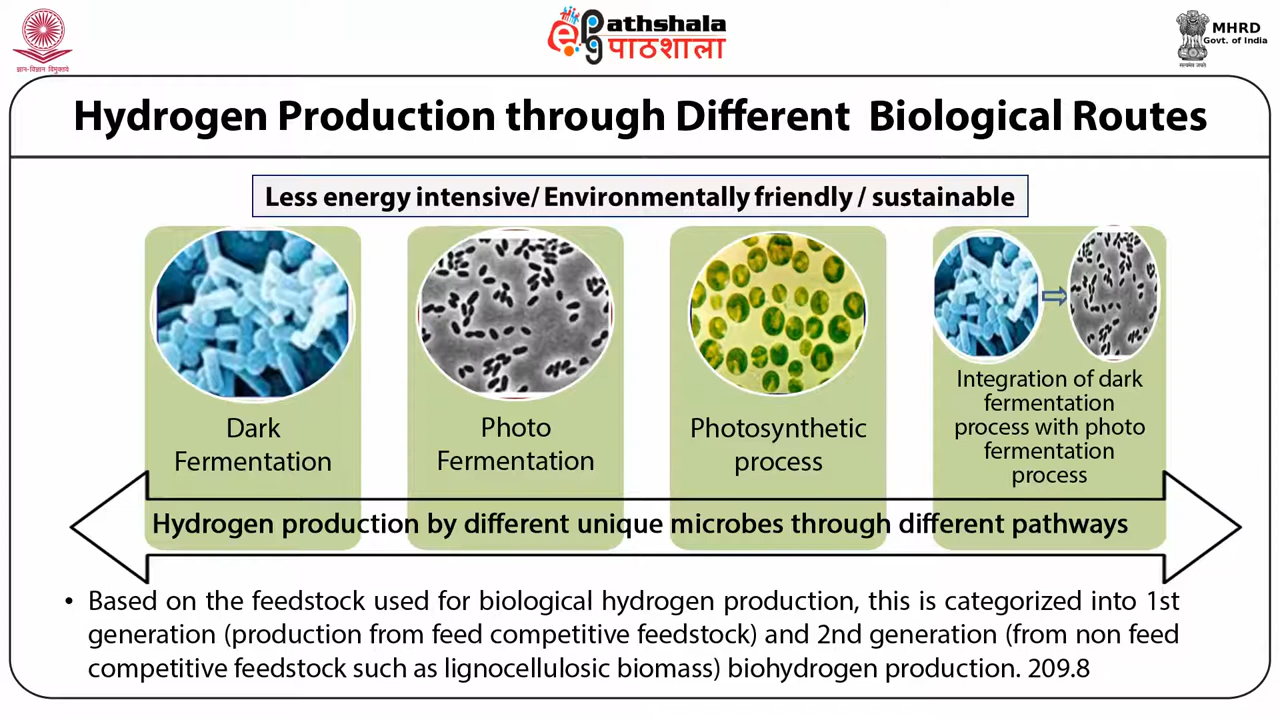 ज्ञान-विज्ञान विमुक्तये
ePathshala
पाठशाला
MHRD
Govt. of India
सत्यमेव जयते
Hydrogen Production through Different Biological Routes
Less energy intensive/ Environmentally friendly / sustainable
Dark
Fermentation
Photo
Fermentation
Photosynthetic
process
Integration of dark
fermentation
process with photo
fermentation
process
Hydrogen production by different unique microbes through different pathways
• Based on the feedstock used for biological hydrogen production, this is categorized into 1st
generation (production from feed competitive feedstock) and 2nd generation (from non feed
competitive feedstock such as lignocellulosic biomass) biohydrogen production. 209.8